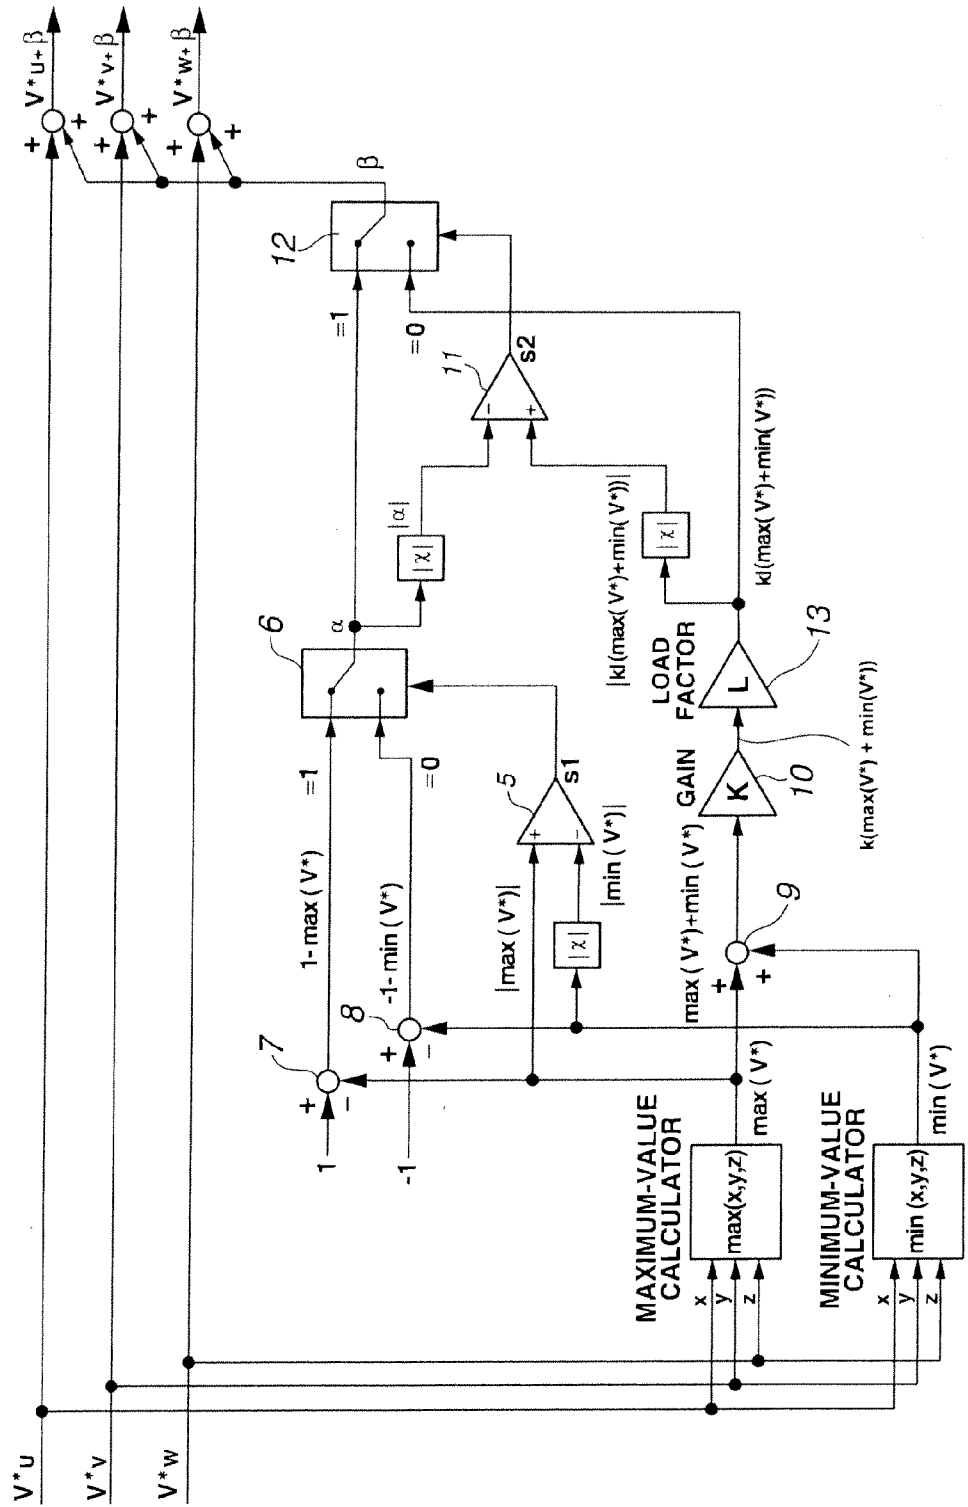 V*u
V*v
V*w
V*u+β
V*v+β
V*w+β
+
+
+
+
+
+
1
-1
+
-
7
+
-
8
1-max (V*)
-1-min (V*)
=1
=0
6
α
=1
=0
12
β
|max (V*)|
|χ|
|min (V*)|
+
-
5
s1
|χ|
|α|
-
+
11
s2
|kl(max(V*)+min(V*))|
|χ|
MAXIMUM-VALUE
CALCULATOR
x
y
z
max(x,y,z)
max (V*)
MINIMUM-VALUE
CALCULATOR
x
y
z
min (x,y,z)
min (V*)
+
+
9
max (V*)+min (V*)
GAIN
K
10
k(max(V*) + min(V*))
LOAD
FACTOR
L
13
kl(max(V*)+min(V*))